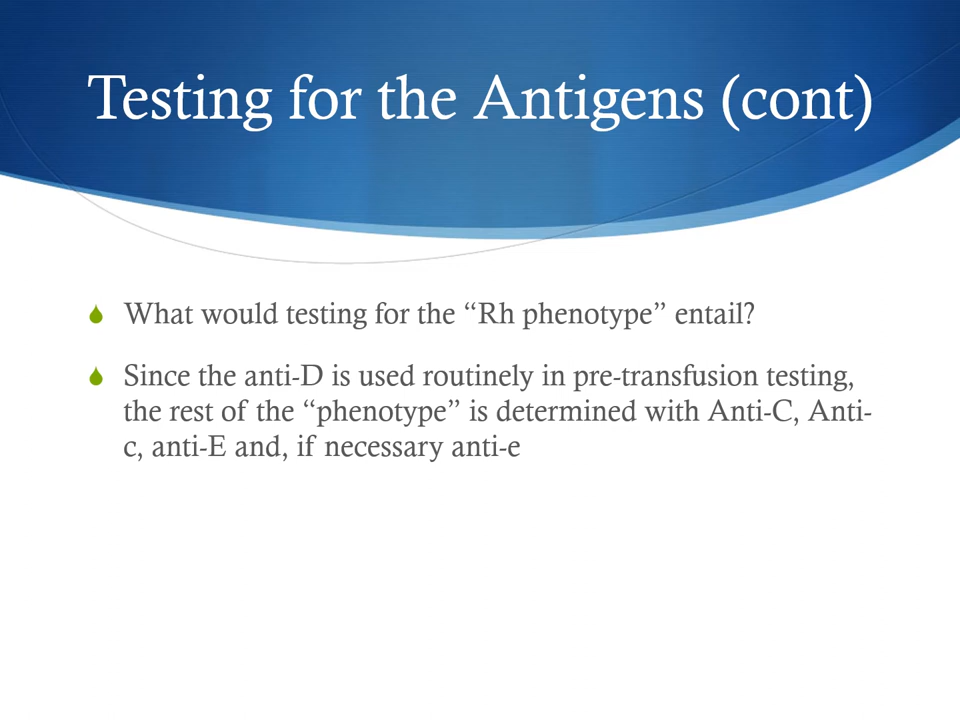 Testing for the Antigens (cont)
What would testing for the “Rh phenotype” entail?
Since the anti-D is used routinely in pre-transfusion testing,
the rest of the “phenotype” is determined with Anti-C, Anti-
c, anti-E and, if necessary anti-e